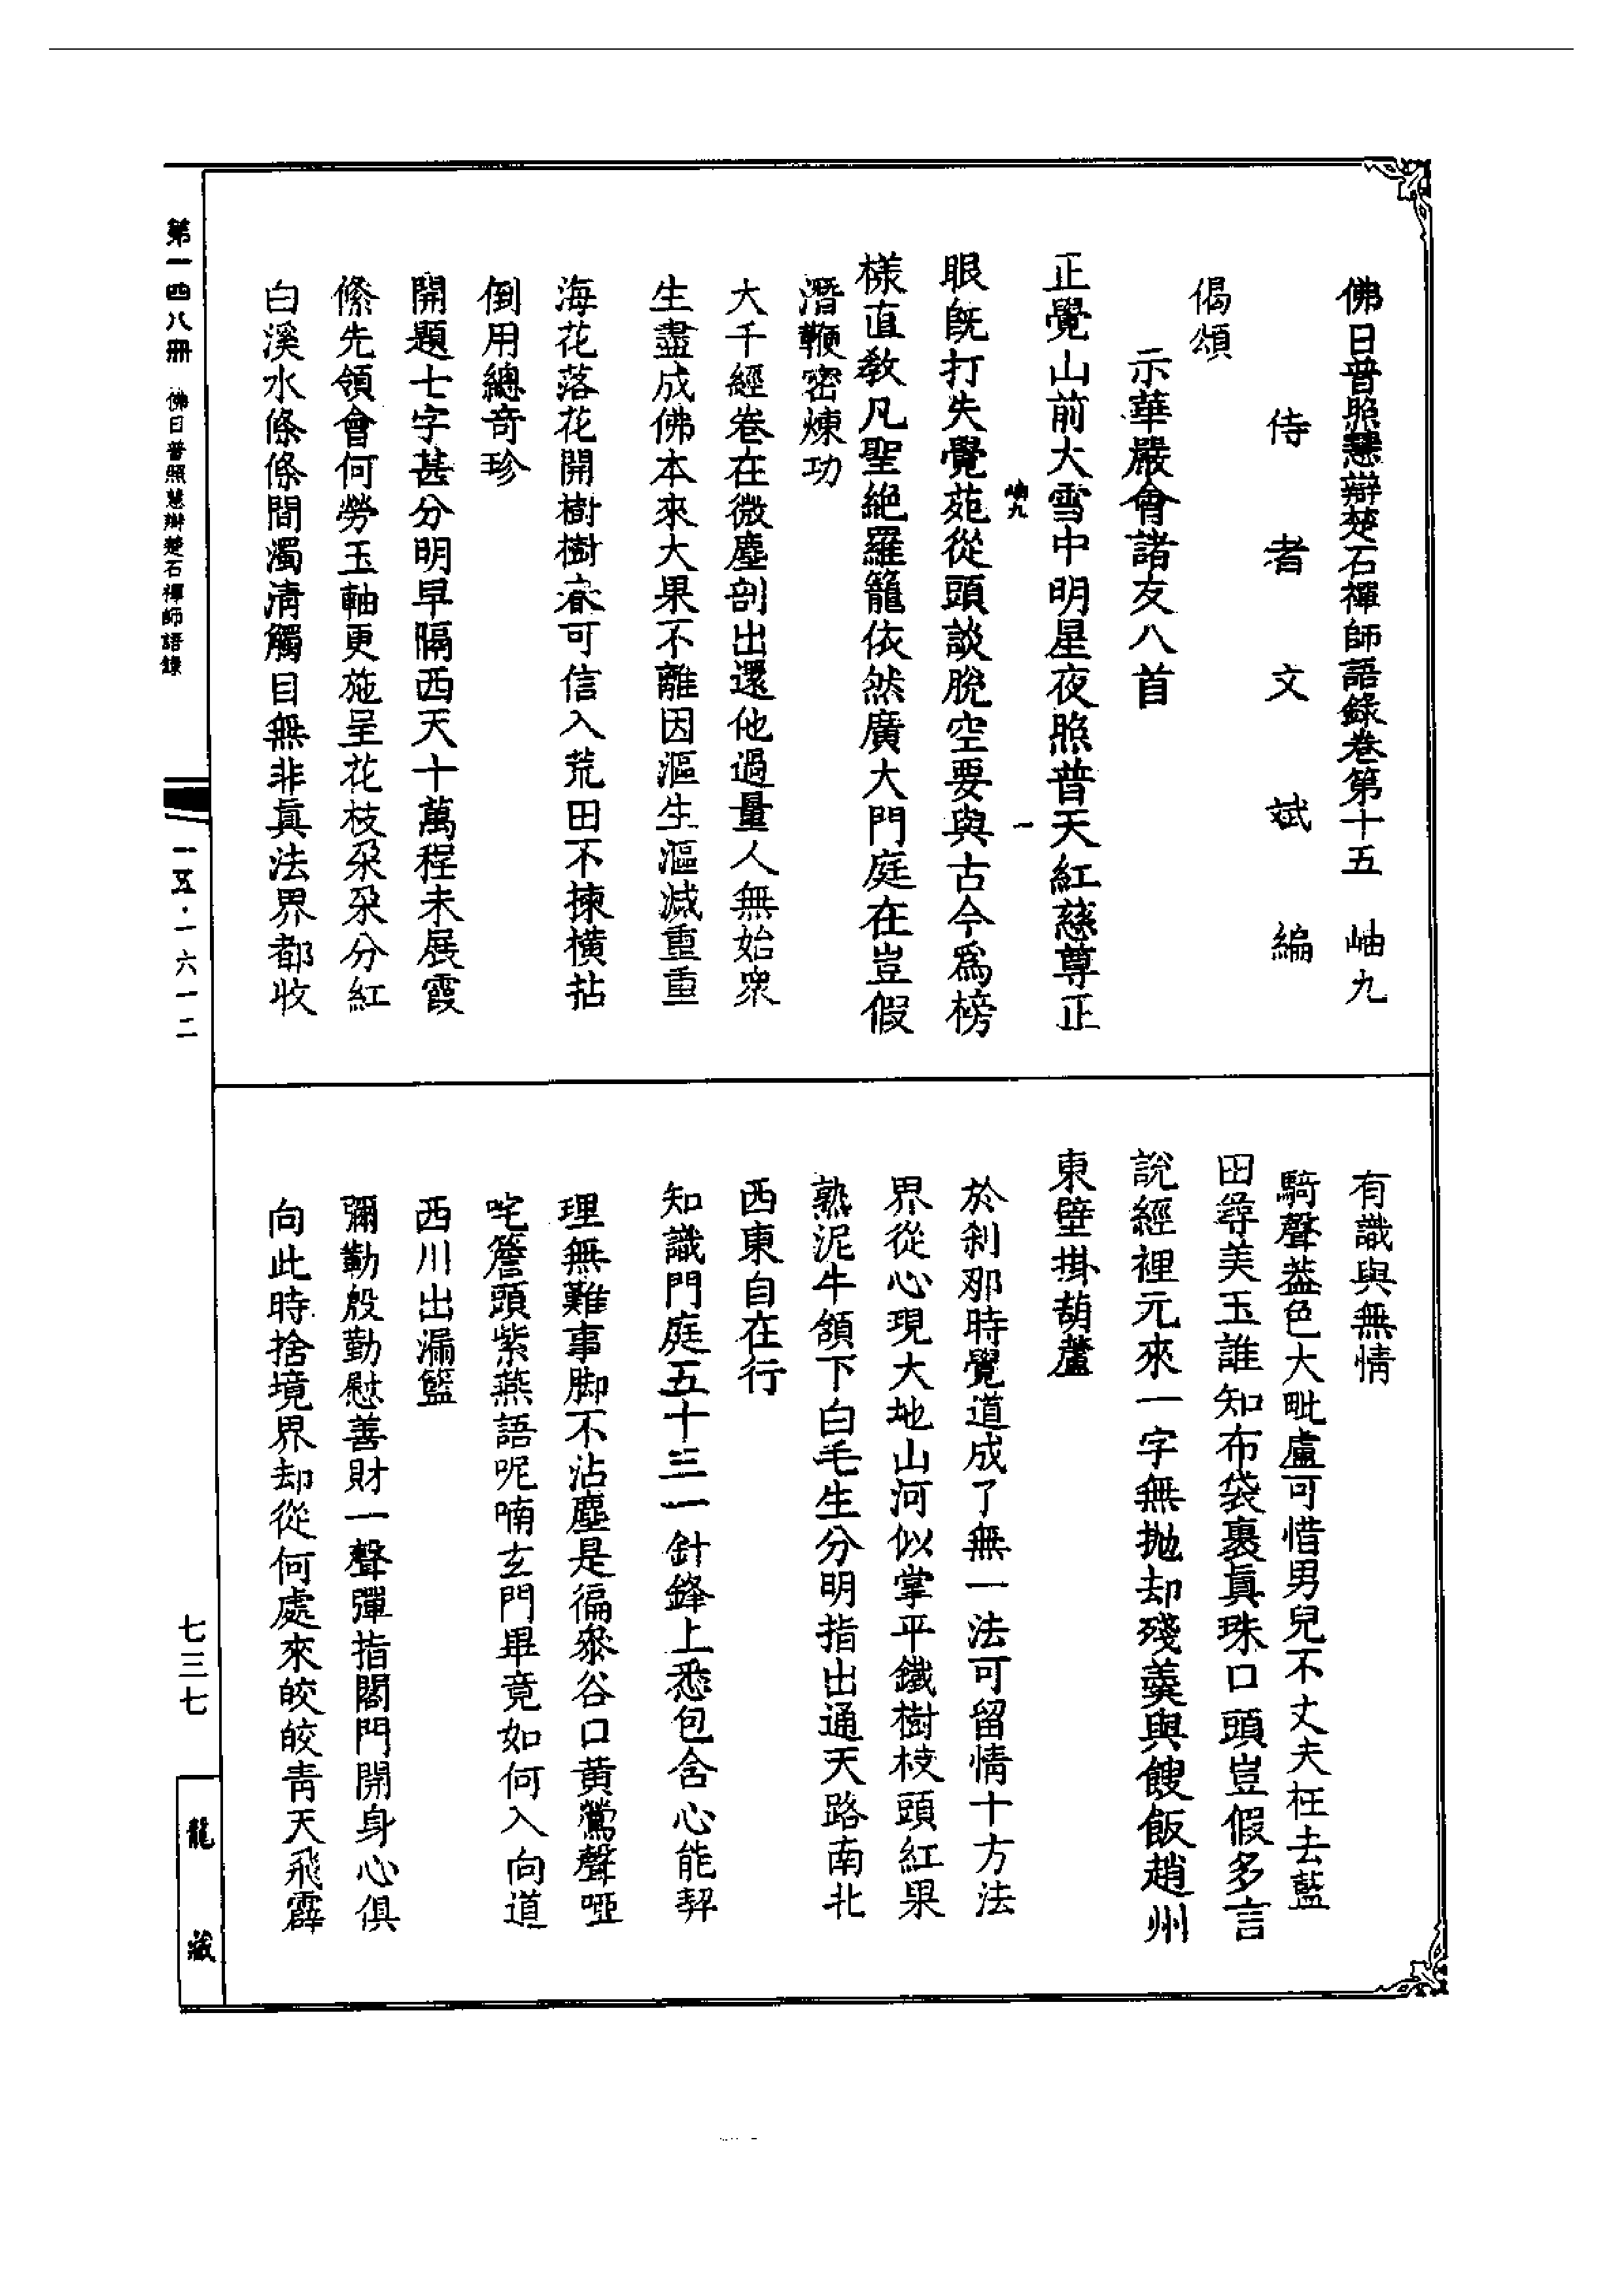 佛日普照慧辯楚石禪師語錄卷第十五　岫九
侍者文斌編
偈頌
示華嚴會諸友八首
正覺山前大雪中明星夜照普天紅慈尊正
岫九　一
眼旣打失覺苑從頭談脫空要與古今爲榜
樣直敎凡聖絕羅籠依然廣大門庭在豈假
潛鞭密煉功
大千經卷在微塵剖出還他過量人無始衆
生盡成佛本來大果不離因漚生漚滅重重
海花落花開樹樹春可信入荒田不揀橫拈
倒用總奇珍
開題七字甚分明早隔西天十萬程未展霞
絛先領會何勞玉軸更施呈花枝朵朵分紅
白溪水條條間濁清觸目無非眞法界都收
有識與無情
騎聲葢色大毗盧可惜男兒不丈夫枉去藍
田尋美玉誰知布袋裹眞珠口頭豈假多言
說經裡元來一字無拋却殘羹與餿飯趙州
東壁掛葫蘆
於刹那時覺道成了無一法可留情十方法
界從心現大地山河似掌平鐵樹枝頭紅果
熟泥牛頷下白毛生分明指出通天路南北
西東自在行
知識門庭五十三一針鋒上悉包含心能契
理無難事脚不沾塵是徧叅谷口黃鶯聲啞
咤簷頭紫燕語呢喃玄門畢竟如何入向道
西川出漏籃
彌勤殷勤慰善財一聲彈指閣門開身心俱
向此時捨境界却從何處來皎皎靑天飛霹
第一四八冊　佛日普照慧辯楚石禪師語錄
一五·一六一二
七三七
龍藏